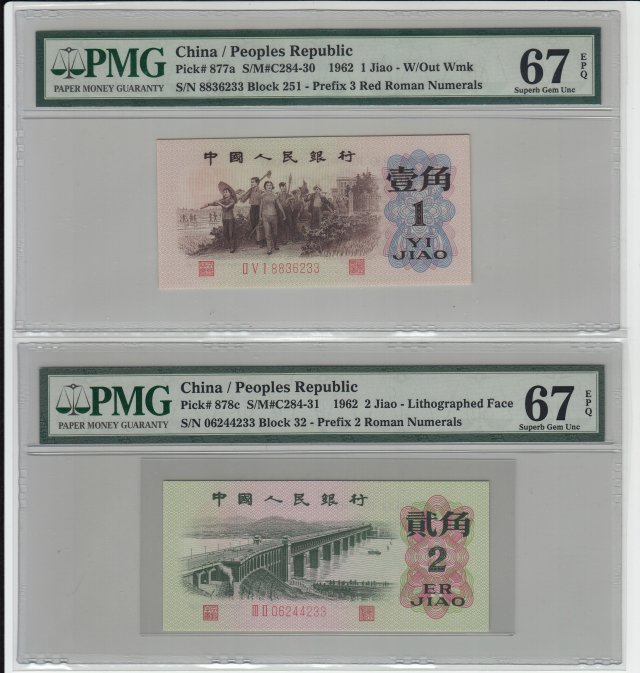 PMG
PAPER MONEY GUARANTY
China / Peoples Republic
Pick# 877a S/M#C284-30 1962 1 Jiao - W/Out Wmk
S/N 8836233 Block 251 - Prefix 3 Red Roman Numerals
67 EPQ
Superb Gem Unc
中國人民銀行
壹角
1
YI
JIAO
II V I 8836233
PMG
PAPER MONEY GUARANTY
China / Peoples Republic
Pick# 878c S/M#C284-31 1962 2 Jiao - Lithographed Face
S/N 06244233 Block 32 - Prefix 2 Roman Numerals
67 EPQ
Superb Gem Unc
中國人民銀行
貳角
2
ER
JIAO
III II 06244233